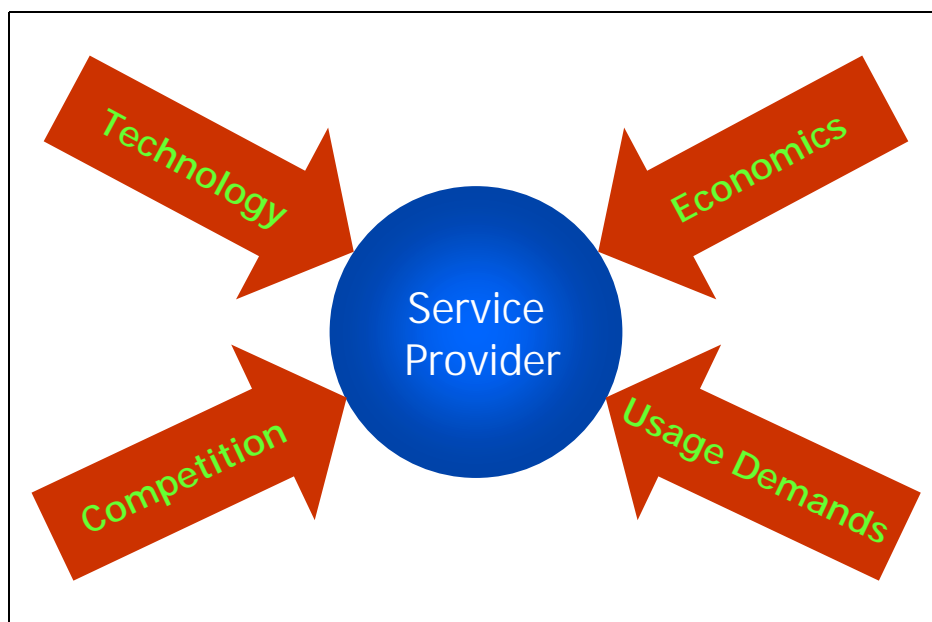 Technology
Economics
Service
Provider
Competition
Usage Demands